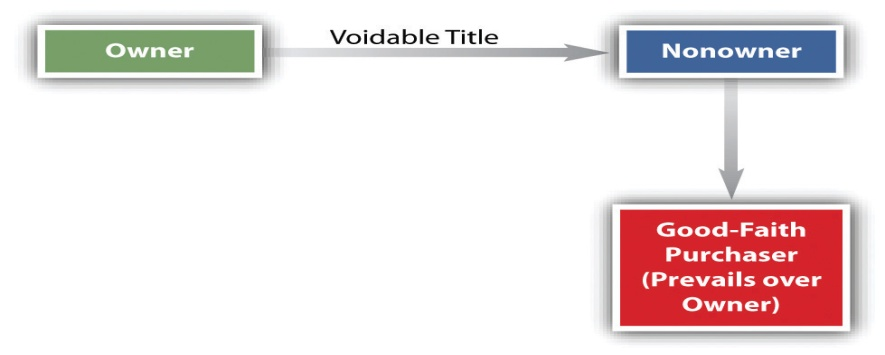 Owner
Voidable Title
Nonowner
Good-Faith
Purchaser
(Prevails over
Owner)